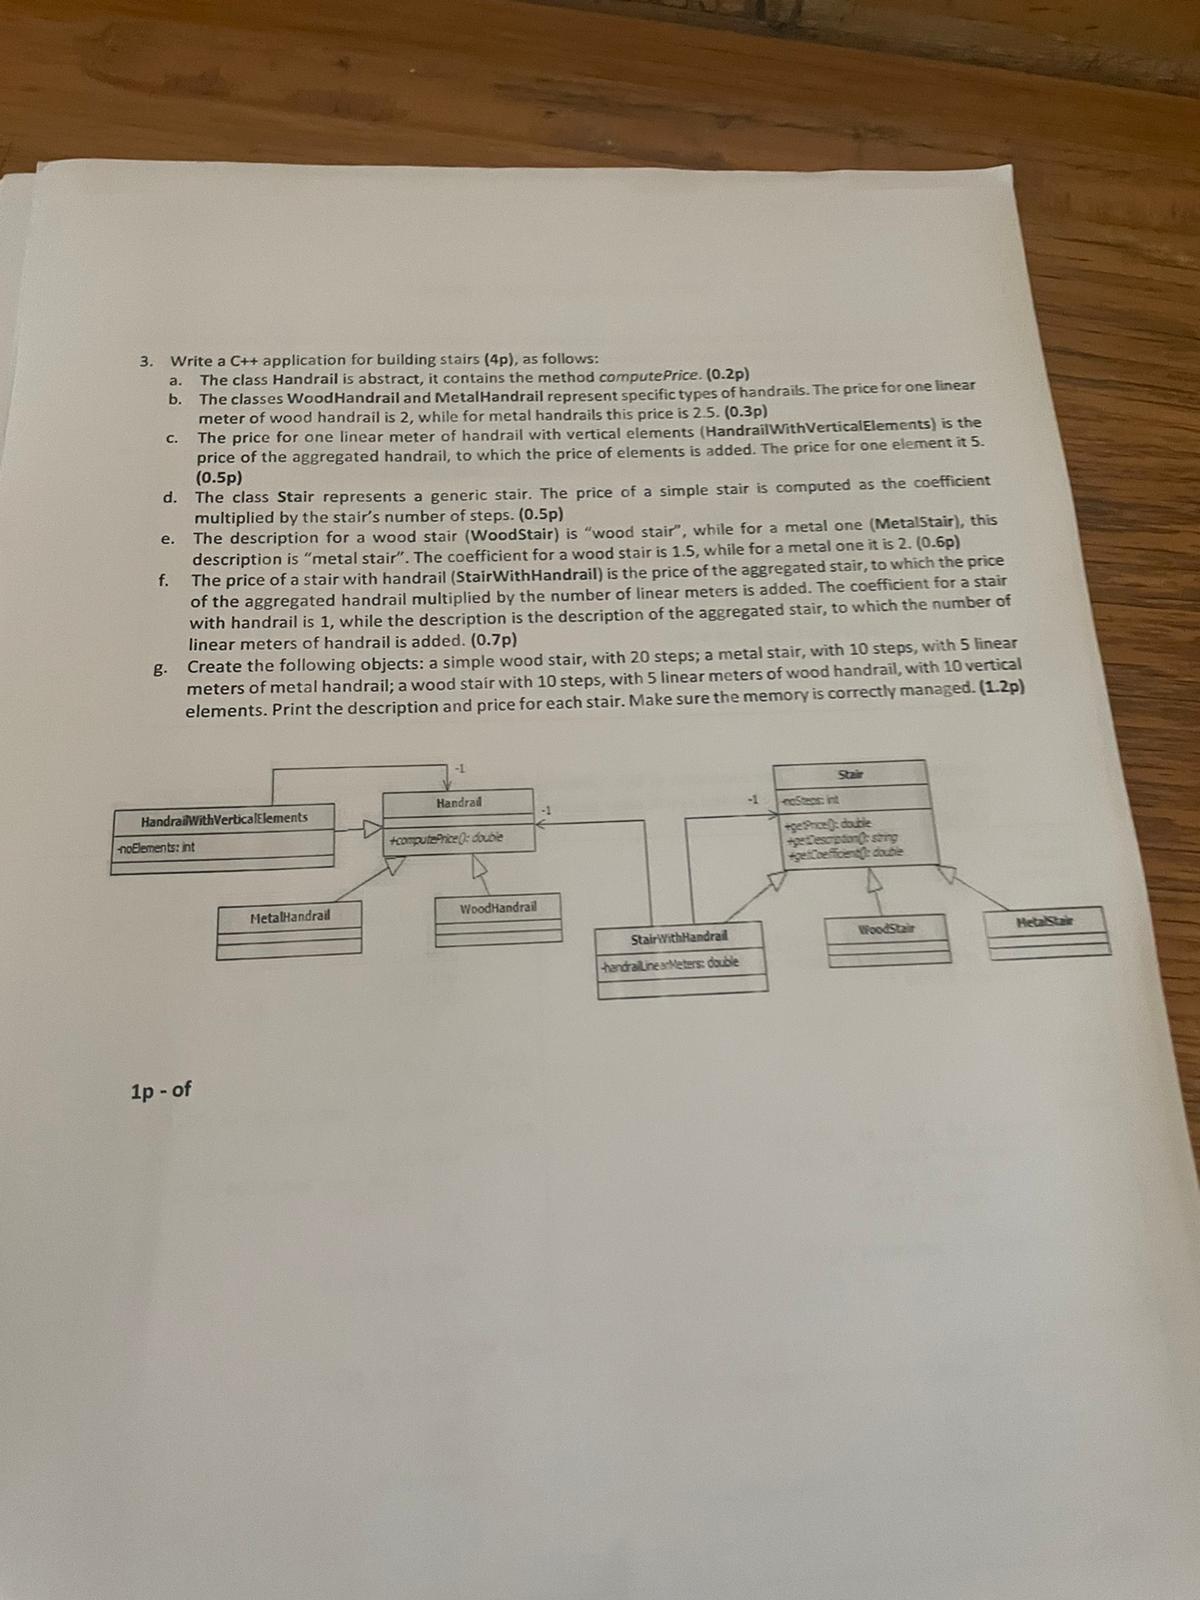 3. Write a C++ application for building stairs (4p), as follows:
a. The class Handrail is abstract, it contains the method computePrice. (0.2p)
b. The classes WoodHandrail and MetalHandrail represent specific types of handrails. The price for one linear
meter of wood handrail is 2, while for metal handrails this price is 2.5. (0.3p)
c. The price for one linear meter of handrail with vertical elements (HandrailWithVerticalElements) is the
price of the aggregated handrail, to which the price of elements is added. The price for one element it 5.
(0.5p)
d. The class Stair represents a generic stair. The price of a simple stair is computed as the coefficient
multiplied by the stair's number of steps. (0.5p)
e. The description for a wood stair (WoodStair) is "wood stair", while for a metal one (MetalStair), this
description is "metal stair". The coefficient for a wood stair is 1.5, while for a metal one it is 2. (0.6p)
f. The price of a stair with handrail (StairWithHandrail) is the price of the aggregated stair, to which the price
of the aggregated handrail multiplied by the number of linear meters is added. The coefficient for a stair
with handrail is 1, while the description is the description of the aggregated stair, to which the number of
linear meters of handrail is added. (0.7p)
g. Create the following objects: a simple wood stair, with 20 steps; a metal stair, with 10 steps, with 5 linear
meters of metal handrail; a wood stair with 10 steps, with 5 linear meters of wood handrail, with 10 vertical
elements. Print the description and price for each stair. Make sure the memory is correctly managed. (1.2p)
-1
Stair
-noSteps: int
+getPrice(): double
+getDescription(): string
+getCoefficient(): double
-1
Handrail
+computePrice(): double
-1
HandrailWithVerticalElements
-noElements: int
MetalHandrail
WoodHandrail
StairWithHandrail
-handrailLinearMeters: double
WoodStair
MetalStair
1p - of